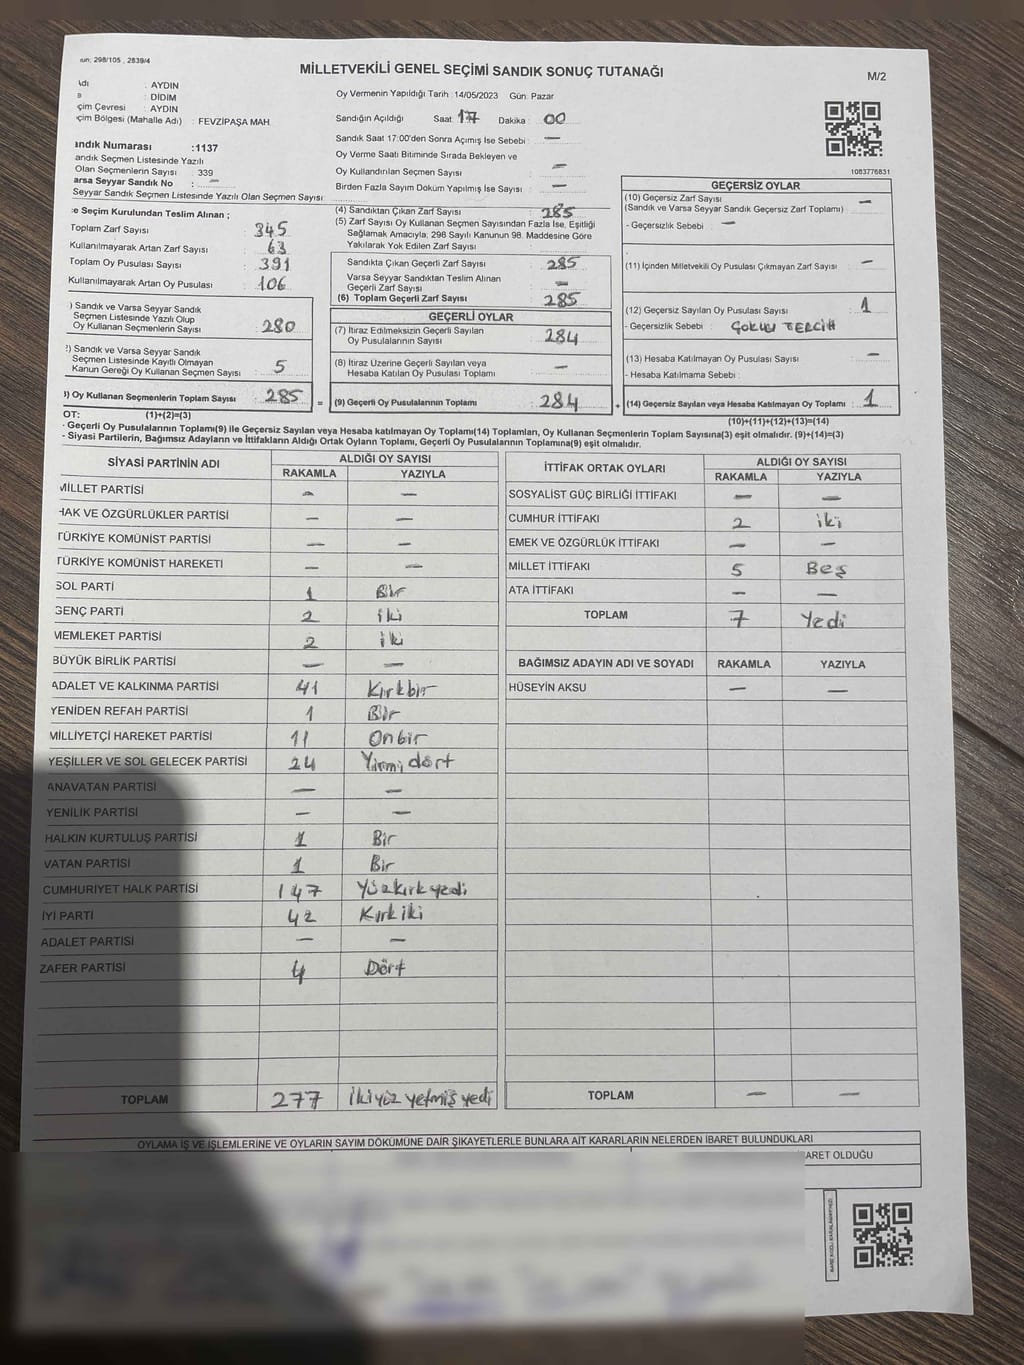 298/105 , 2839/4
MİLLETVEKİLİ GENEL SEÇİMİ SANDIK SONUÇ TUTANAĞI
M/2
: AYDIN
: DİDİM
çim Çevresi : AYDIN
çim Bölgesi (Mahalle Adı) : FEVZİPAŞA MAH.
andık Numarası :1137
andık Seçmen Listesinde Yazılı
Olan Seçmenlerin Sayısı : 339
arsa Seyyar Sandık No : —
Seyyar Sandık Seçmen Listesinde Yazılı Olan Seçmen Sayısı :
Oy Vermenin Yapıldığı Tarih :14/05/2023 Gün: Pazar
Sandığın Açıldığı Saat : 17 Dakika : 00
Sandık Saat 17:00'den Sonra Açımış İse Sebebi : —
Oy Verme Saati Bitiminde Sırada Bekleyen ve
Oy Kullandırılan Seçmen Sayısı : —
Birden Fazla Sayım Döküm Yapılmış İse Sayısı : —
1083776831
e Seçim Kurulundan Teslim Alınan ;
Toplam Zarf Sayısı : 345
Kullanılmayarak Artan Zarf Sayısı : 63
Toplam Oy Pusulası Sayısı : 391
Kullanılmayarak Artan Oy Pusulası : 106
) Sandık ve Varsa Seyyar Sandık
Seçmen Listesinde Yazılı Olup
Oy Kullanan Seçmenlerin Sayısı : 280
2) Sandık ve Varsa Seyyar Sandık
Seçmen Listesinde Kayıtlı Olmayan
Kanun Gereği Oy Kullanan Seçmen Sayısı : 5
) Oy Kullanan Seçmenlerin Toplam Sayısı : 285 =
(4) Sandıktan Çıkan Zarf Sayısı : 285
(5) Zarf Sayısı Oy Kullanan Seçmen Sayısından Fazla İse, Eşitliği
Sağlamak Amacıyla, 298 Sayılı Kanunun 98. Maddesine Göre
Yakılarak Yok Edilen Zarf Sayısı :
Sandıkta Çıkan Geçerli Zarf Sayısı : 285
Varsa Seyyar Sandıktan Teslim Alınan
Geçerli Zarf Sayısı : —
(6) Toplam Geçerli Zarf Sayısı : 285
GEÇERLİ OYLAR
(7) İtiraz Edilmeksizin Geçerli Sayılan
Oy Pusulalarının Sayısı : 284
(8) İtiraz Üzerine Geçerli Sayılan veya
Hesaba Katılan Oy Pusulası Toplamı : —
(9) Geçerli Oy Pusulalarının Toplamı : 284 +
GEÇERSİZ OYLAR
(10) Geçersiz Zarf Sayısı : —
(Sandık ve Varsa Seyyar Sandık Geçersiz Zarf Toplamı)
- Geçersizlik Sebebi : —
(11) İçinden Milletvekili Oy Pusulası Çıkmayan Zarf Sayısı : —
(12) Geçersiz Sayılan Oy Pusulası Sayısı : 1
- Geçersizlik Sebebi : ÇOKLU TERCİH
(13) Hesaba Katılmayan Oy Pusulası Sayısı : —
- Hesaba Katılmama Sebebi :
(14) Geçersiz Sayılan veya Hesaba Katılmayan Oy Toplamı : 1
OT: (1)+(2)=(3)
(10)+(11)+(12)+(13)=(14)
- Geçerli Oy Pusulalarının Toplamı(9) ile Geçersiz Sayılan veya Hesaba katılmayan Oy Toplamı(14) Toplamları, Oy Kullanan Seçmenlerin Toplam Sayısına(3) eşit olmalıdır. (9)+(14)=(3)
- Siyasi Partilerin, Bağımsız Adayların ve İttifakların Aldığı Ortak Oyların Toplamı, Geçerli Oy Pusulalarının Toplamına(9) eşit olmalıdır.
SİYASİ PARTİNİN ADI ALDIĞI OY SAYISI
RAKAMLA YAZIYLA
MİLLET PARTİSİ — —
HAK VE ÖZGÜRLÜKLER PARTİSİ — —
TÜRKİYE KOMÜNİST PARTİSİ — —
TÜRKİYE KOMÜNİST HAREKETİ — —
SOL PARTİ 1 Bir
GENÇ PARTİ 2 iki
MEMLEKET PARTİSİ 2 iki
BÜYÜK BİRLİK PARTİSİ — —
ADALET VE KALKINMA PARTİSİ 41 Kırkbir
YENİDEN REFAH PARTİSİ 1 Bir
MİLLİYETÇİ HAREKET PARTİSİ 11 Onbir
YEŞİLLER VE SOL GELECEK PARTİSİ 24 Yirmi dört
ANAVATAN PARTİSİ — —
YENİLİK PARTİSİ — —
HALKIN KURTULUŞ PARTİSİ 1 Bir
VATAN PARTİSİ 1 Bir
CUMHURİYET HALK PARTİSİ 147 Yüzkırkyedi
İYİ PARTİ 42 Kırkiki
ADALET PARTİSİ — —
ZAFER PARTİSİ 4 Dört
TOPLAM 277 İkiyüz yetmiş yedi
İTTİFAK ORTAK OYLARI ALDIĞI OY SAYISI
RAKAMLA YAZIYLA
SOSYALİST GÜÇ BİRLİĞİ İTTİFAKI — —
CUMHUR İTTİFAKI 2 iki
EMEK VE ÖZGÜRLÜK İTTİFAKI — —
MİLLET İTTİFAKI 5 Beş
ATA İTTİFAKI — —
TOPLAM 7 Yedi
BAĞIMSIZ ADAYIN ADI VE SOYADI RAKAMLA YAZIYLA
HÜSEYİN AKSU — —
TOPLAM — —
OYLAMA İŞ VE İŞLEMLERİNE VE OYLARIN SAYIM DÖKÜMÜNE DAİR ŞİKAYETLERLE BUNLARA AİT KARARLARIN NELERDEN İBARET BULUNDUKLARI
ARET OLDUĞU